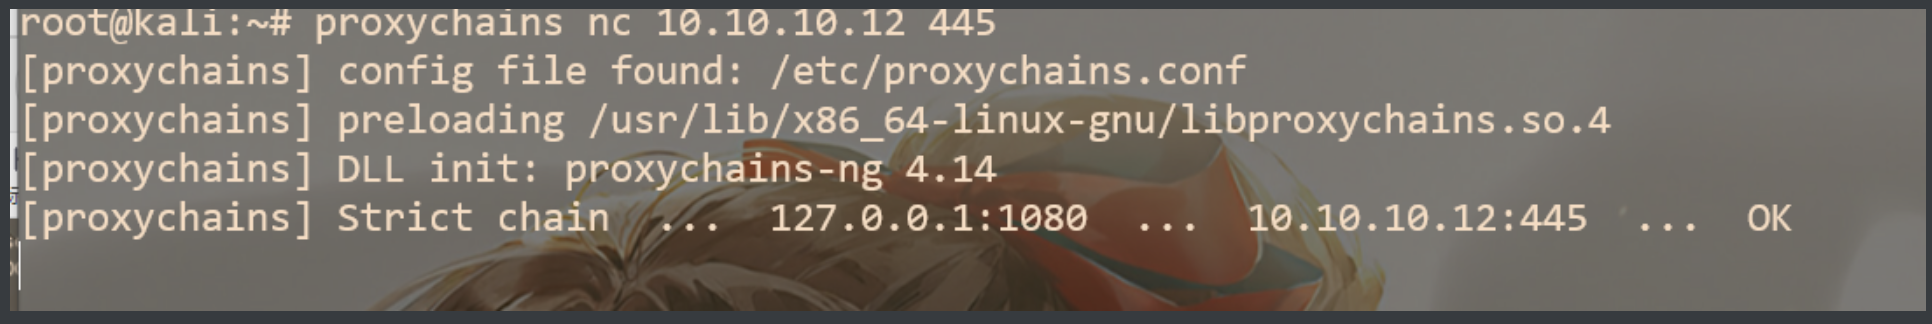 root@kali:~# proxychains nc 10.10.10.12 445
[proxychains] config file found: /etc/proxychains.conf
[proxychains] preloading /usr/lib/x86_64-linux-gnu/libproxychains.so.4
[proxychains] DLL init: proxychains-ng 4.14
[proxychains] Strict chain  ...  127.0.0.1:1080  ...  10.10.10.12:445  ...  OK